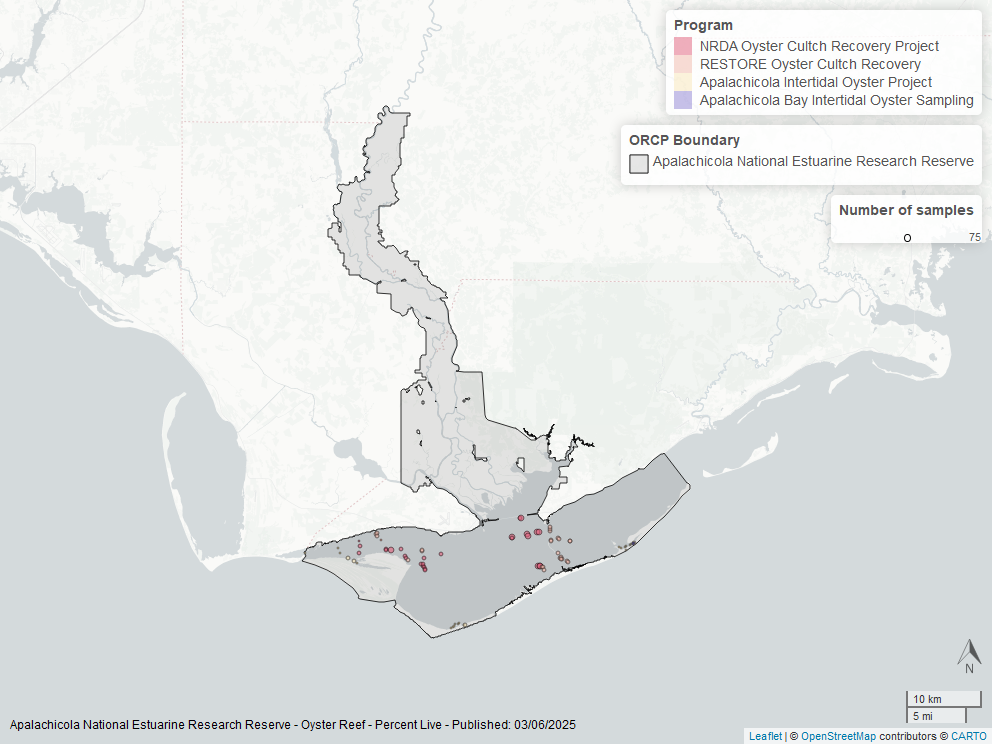 Program
NRDA Oyster Cultch Recovery Project
RESTORE Oyster Cultch Recovery
Apalachicola Intertidal Oyster Project
Apalachicola Bay Intertidal Oyster Sampling
ORCP Boundary
Apalachicola National Estuarine Research Reserve
Number of samples
75
N
10 km
5 mi
Apalachicola National Estuarine Research Reserve - Oyster Reef - Percent Live - Published: 03/06/2025
Leaflet | © OpenStreetMap contributors © CARTO